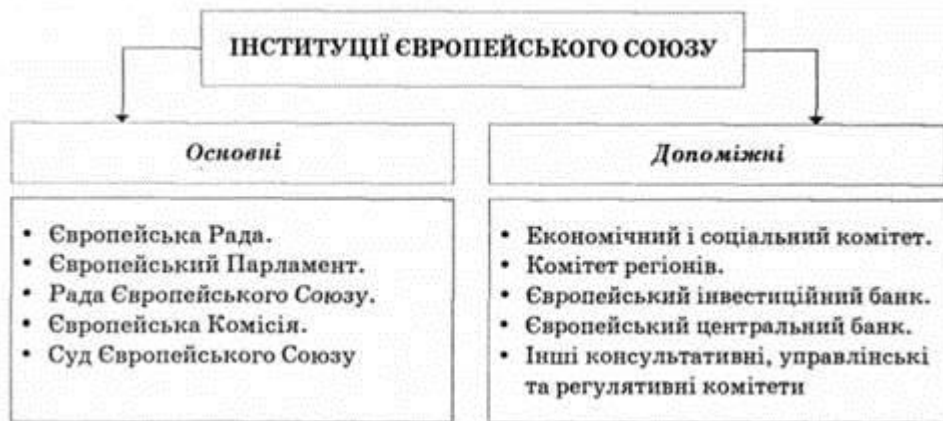 ІНСТИТУЦІЇ ЄВРОПЕЙСЬКОГО СОЮЗУ
Основні
• Європейська Рада.
• Європейський Парламент.
• Рада Європейського Союзу.
• Європейська Комісія.
• Суд Європейського Союзу
Допоміжні
• Економічний і соціальний комітет.
• Комітет регіонів.
• Європейський інвестиційний банк.
• Європейський центральний банк.
• Інші консультативні, управлінські
та регулятивні комітети